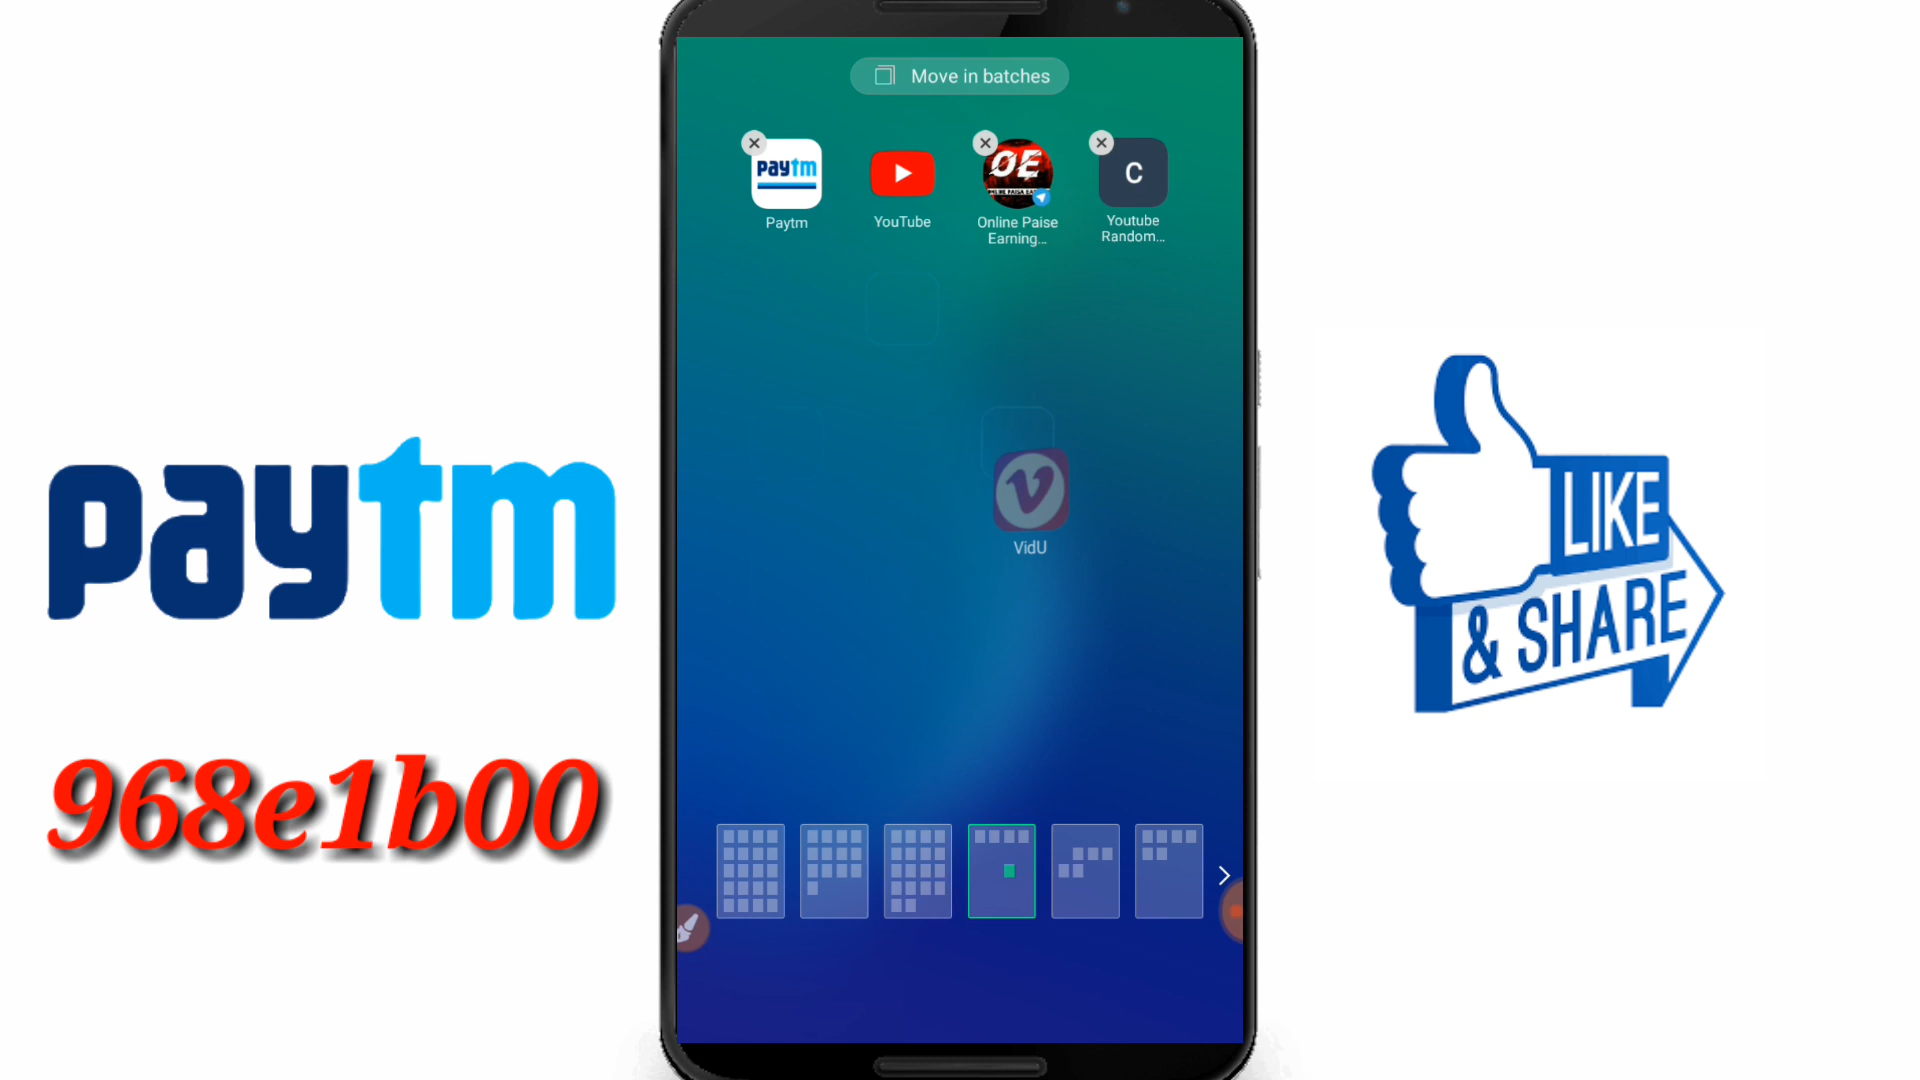 Move in batches
paytm
Paytm
YouTube
OE
Online Paise
Earning...
C
Youtube
Random...
VidU
paytm
968e1b00
LIKE
& SHARE